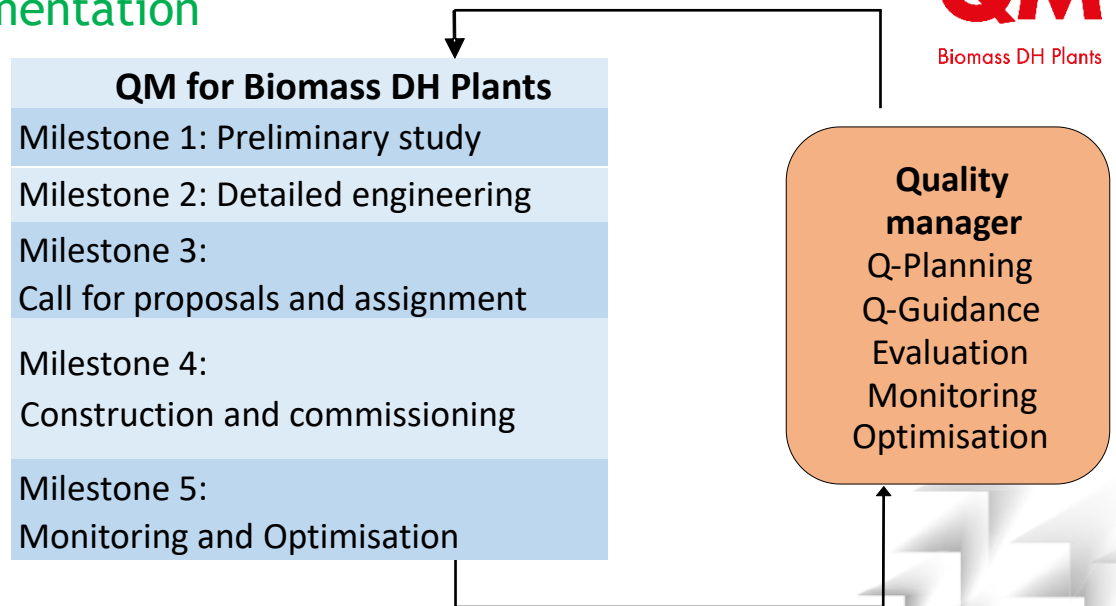 mentation
QM
Biomass DH Plants
QM for Biomass DH Plants
Milestone 1: Preliminary study
Milestone 2: Detailed engineering
Milestone 3:
Call for proposals and assignment
Milestone 4:
Construction and commissioning
Milestone 5:
Monitoring and Optimisation
Quality
manager
Q-Planning
Q-Guidance
Evaluation
Monitoring
Optimisation